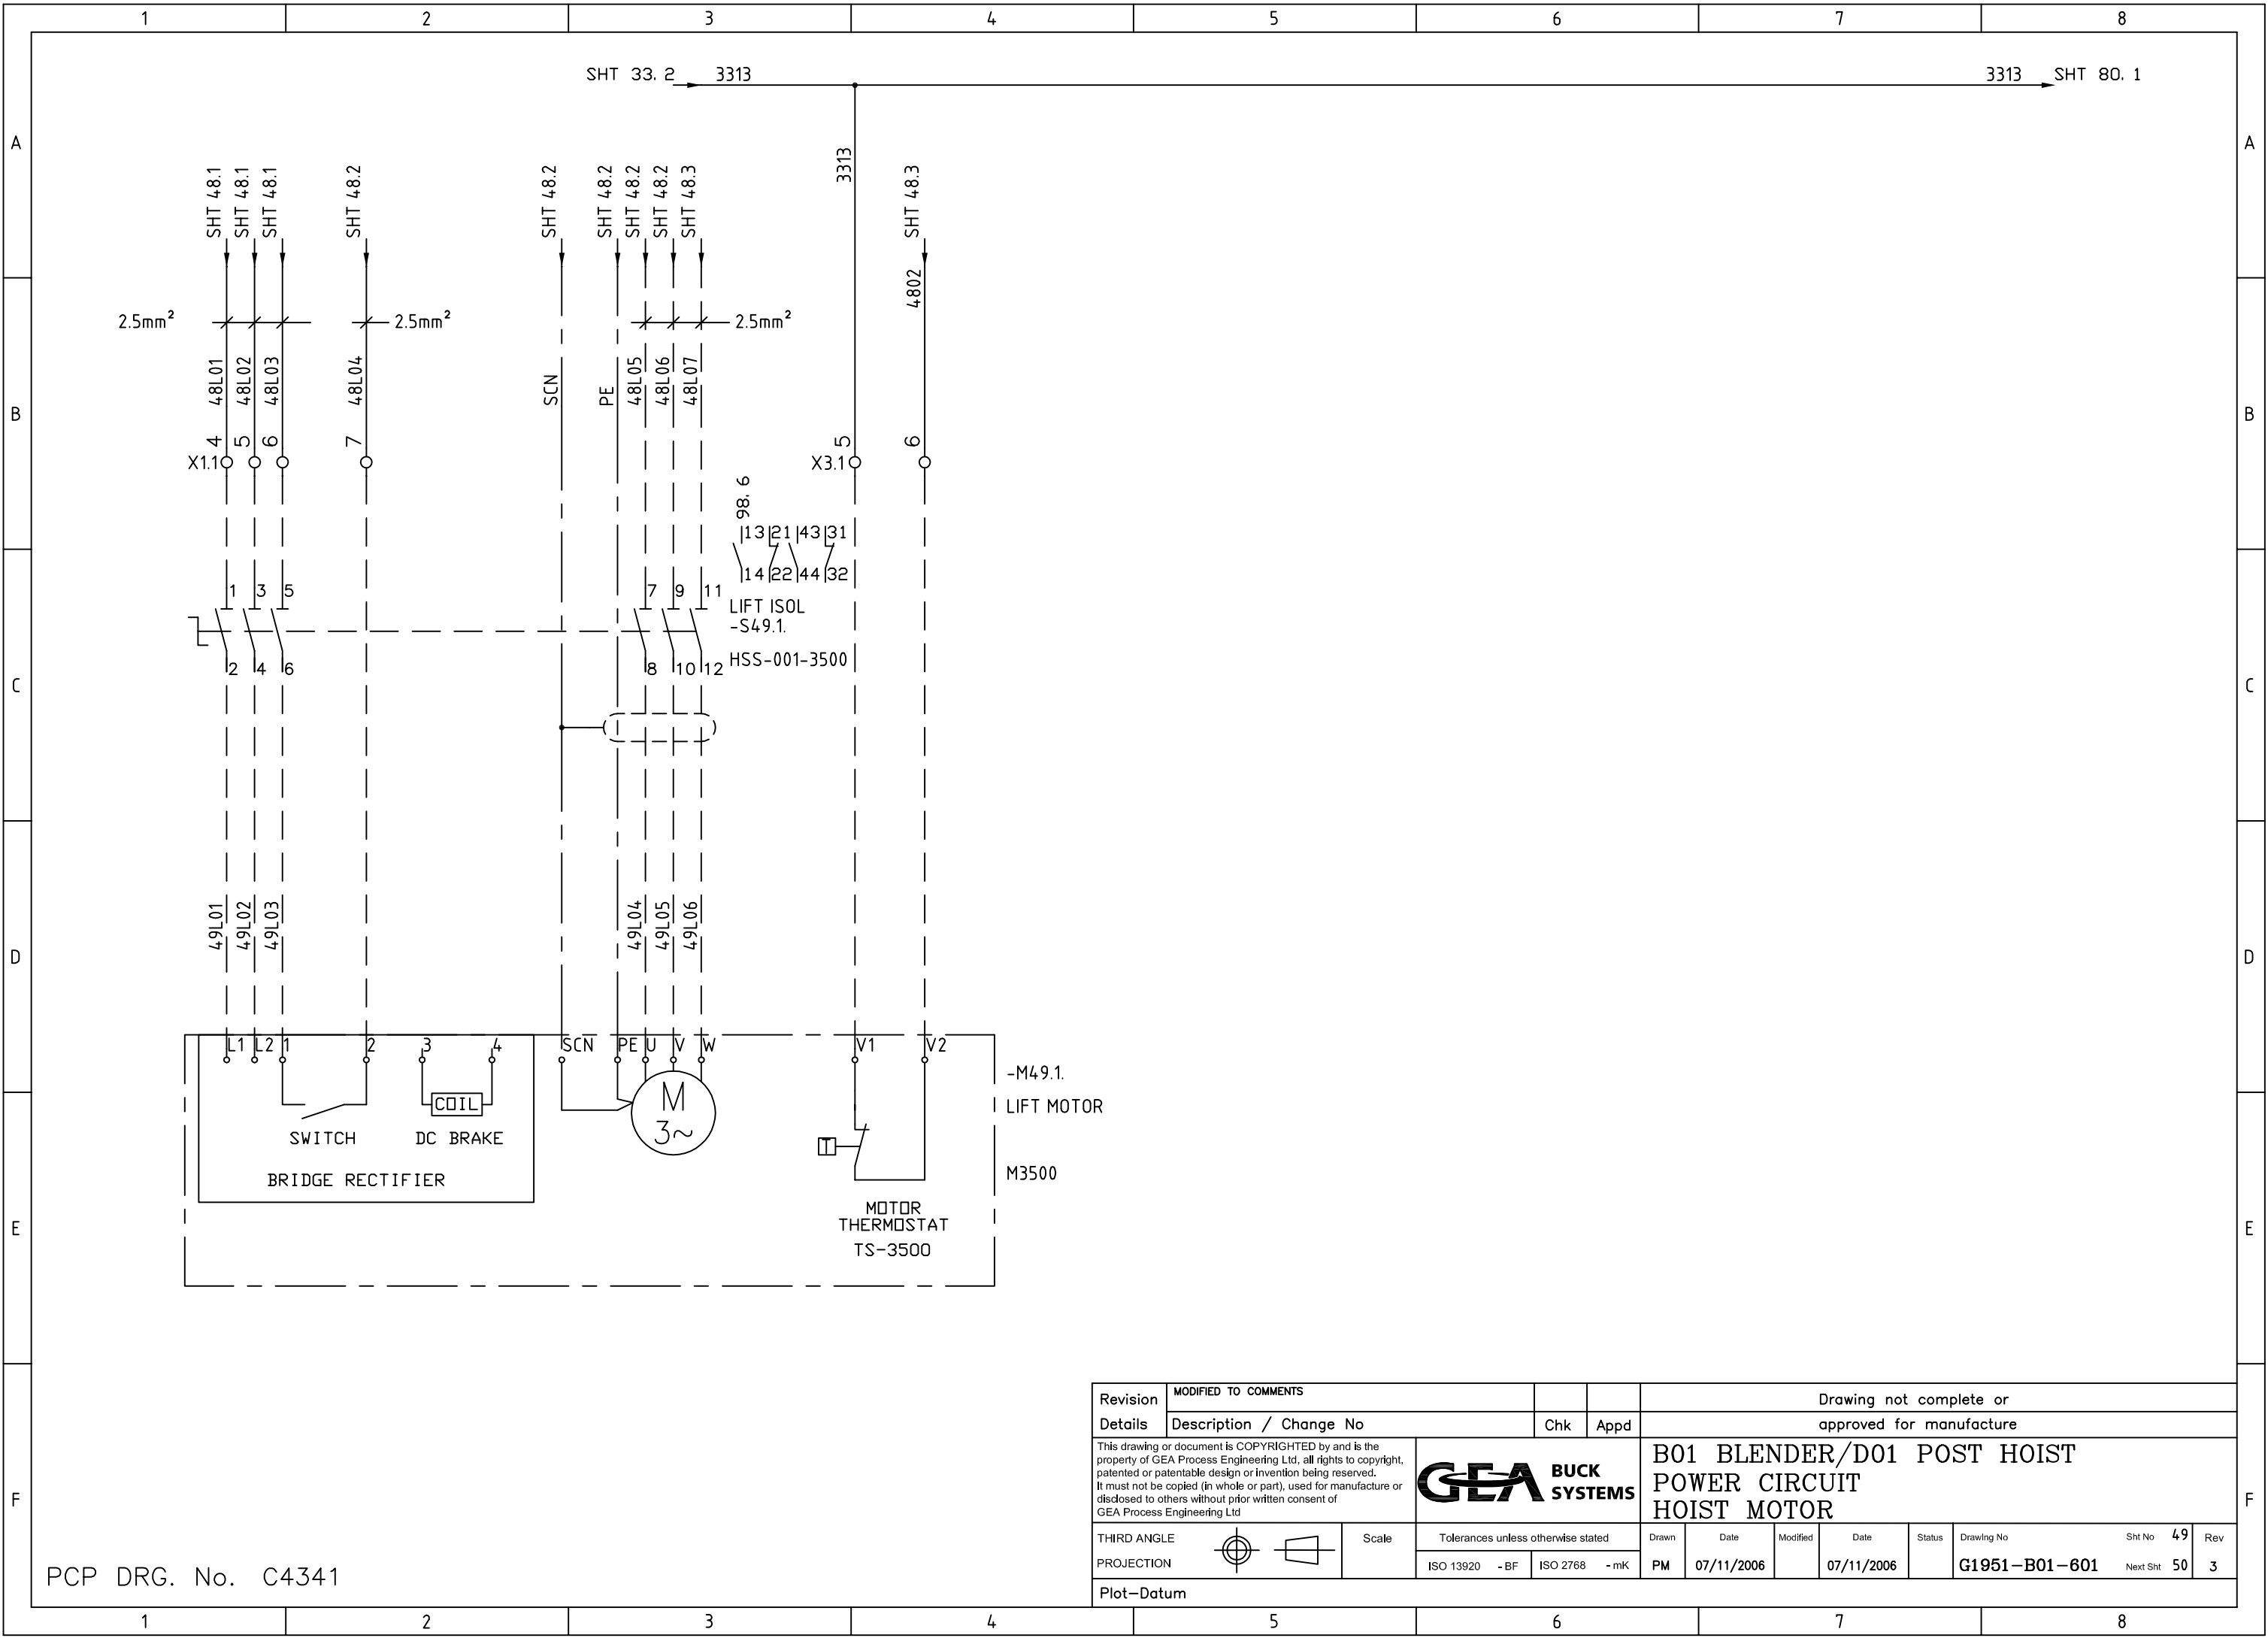 1 2 3 4 5 6 7 8
SHT 33. 2 3313
3313 SHT 80. 1
A A
SHT 48.1 SHT 48.1 SHT 48.1 SHT 48.2 SHT 48.2 SHT 48.2 SHT 48.2 SHT 48.2 SHT 48.3 3313 SHT 48.3
4802
2.5mm² 2.5mm² 2.5mm²
48L01 48L02 48L03 48L04 SCN PE 48L05 48L06 48L07
B B
4 5 6 7 5 6
X1.1 X3.1
98. 6
13 21 43 31
14 22 44 32
1 3 5 7 9 11
LIFT ISOL
-S49.1.
2 4 6 8 10 12
HSS-001-3500
C C
49L01 49L02 49L03 49L04 49L05 49L06
D D
L1 L2 1 2 3 4 SCN PE U V W V1 V2
-M49.1.
COIL M
3~
LIFT MOTOR
SWITCH DC BRAKE
T
BRIDGE RECTIFIER
M3500
MOTOR
THERMOSTAT
TS-3500
E E
Revision MODIFIED TO COMMENTS
Details Description / Change No Chk Appd
Drawing not complete or
approved for manufacture
This drawing or document is COPYRIGHTED by and is the
property of GEA Process Engineering Ltd, all rights to copyright,
patented or patentable design or invention being reserved.
It must not be copied (in whole or part), used for manufacture or
disclosed to others without prior written consent of
GEA Process Engineering Ltd
GEA BUCK
SYSTEMS
B01 BLENDER/D01 POST HOIST
POWER CIRCUIT
HOIST MOTOR
F F
THIRD ANGLE
PROJECTION
Scale
Tolerances unless otherwise stated
ISO 13920 -BF ISO 2768 -mK
Drawn Date Modified Date Status Drawing No Sht No 49 Rev
PM 07/11/2006 07/11/2006 G1951-B01-601 Next Sht 50 3
Plot-Datum
PCP DRG. No. C4341
1 2 3 4 5 6 7 8